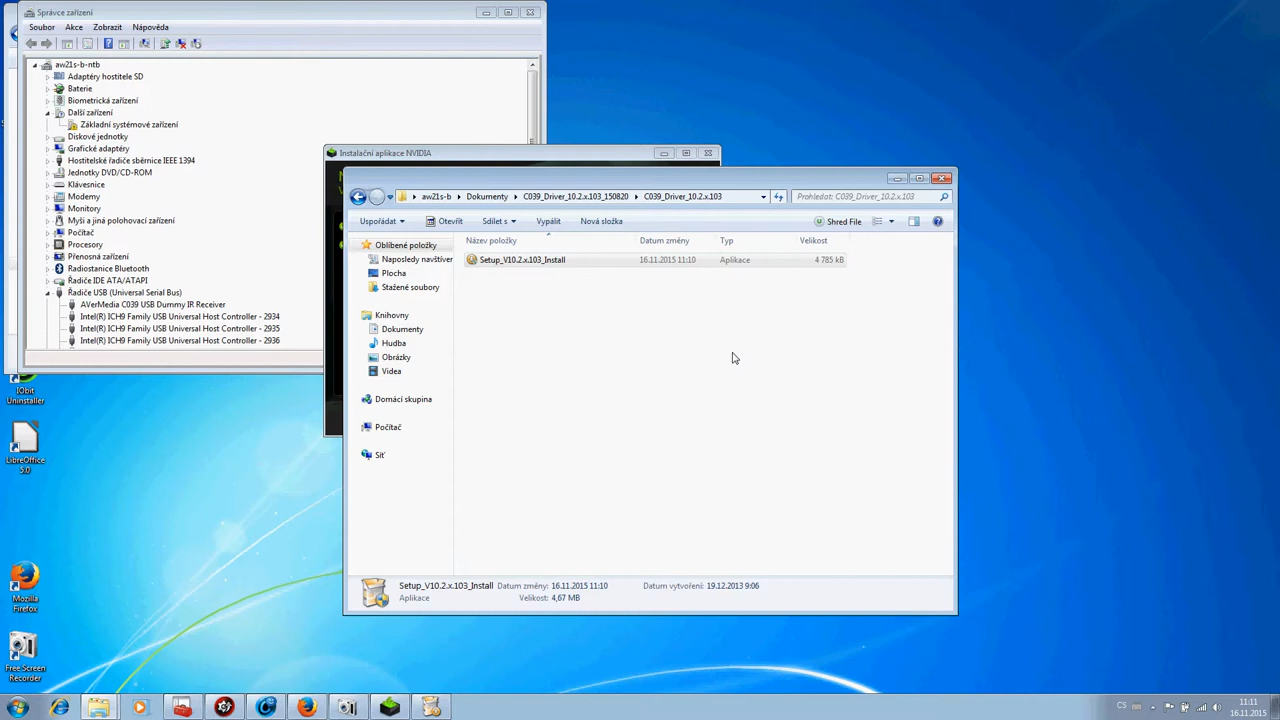 Správce zařízení
Soubor Akce Zobrazit Nápověda
aw21s-b-ntb
Adaptéry hostitele SD
Baterie
Biometrická zařízení
Další zařízení
Základní systémové zařízení
Diskové jednotky
Grafické adaptéry
Hostitelské řadiče sběrnice IEEE 1394
Jednotky DVD/CD-ROM
Klávesnice
Modemy
Monitory
Myši a jiná polohovací zařízení
Počítač
Procesory
Přenosná zařízení
Radiostanice Bluetooth
Řadiče IDE ATA/ATAPI
Řadiče USB (Universal Serial Bus)
AVerMedia C039 USB Dummy IR Receiver
Intel(R) ICH9 Family USB Universal Host Controller - 2934
Intel(R) ICH9 Family USB Universal Host Controller - 2935
Intel(R) ICH9 Family USB Universal Host Controller - 2936
Instalační aplikace NVIDIA
aw21s-b Dokumenty C039_Driver_10.2.x.103_150820 C039_Driver_10.2.x.103
Prohledat: C039_Driver_10.2.x.103
Uspořádat Otevřít Sdílet s Vypálit Nová složka Shred File
Oblíbené položky
Naposledy navštíven
Plocha
Stažené soubory
Knihovny
Dokumenty
Hudba
Obrázky
Videa
Domácí skupina
Počítač
Síť
Název položky Datum změny Typ Velikost
Setup_V10.2.x.103_Install 16.11.2015 11:10 Aplikace 4 785 kB
Setup_V10.2.x.103_Install Datum změny: 16.11.2015 11:10 Datum vytvoření: 19.12.2013 9:06
Aplikace Velikost: 4,67 MB
IObit
Uninstaller
LibreOffice
5.0
Mozilla
Firefox
Free Screen
Recorder
CS
11:11
16.11.2015